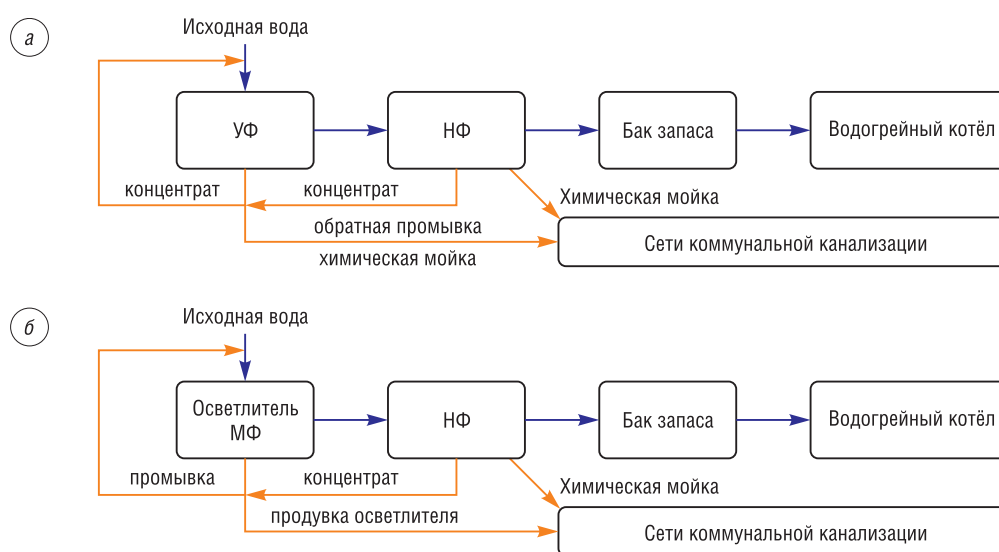 а
Исходная вода
УФ
НФ
Бак запаса
Водогрейный котёл
концентрат
концентрат
Химическая мойка
обратная промывка
химическая мойка
Сети коммунальной канализации
б
Исходная вода
Осветлитель
МФ
НФ
Бак запаса
Водогрейный котёл
промывка
концентрат
Химическая мойка
продувка осветлителя
Сети коммунальной канализации